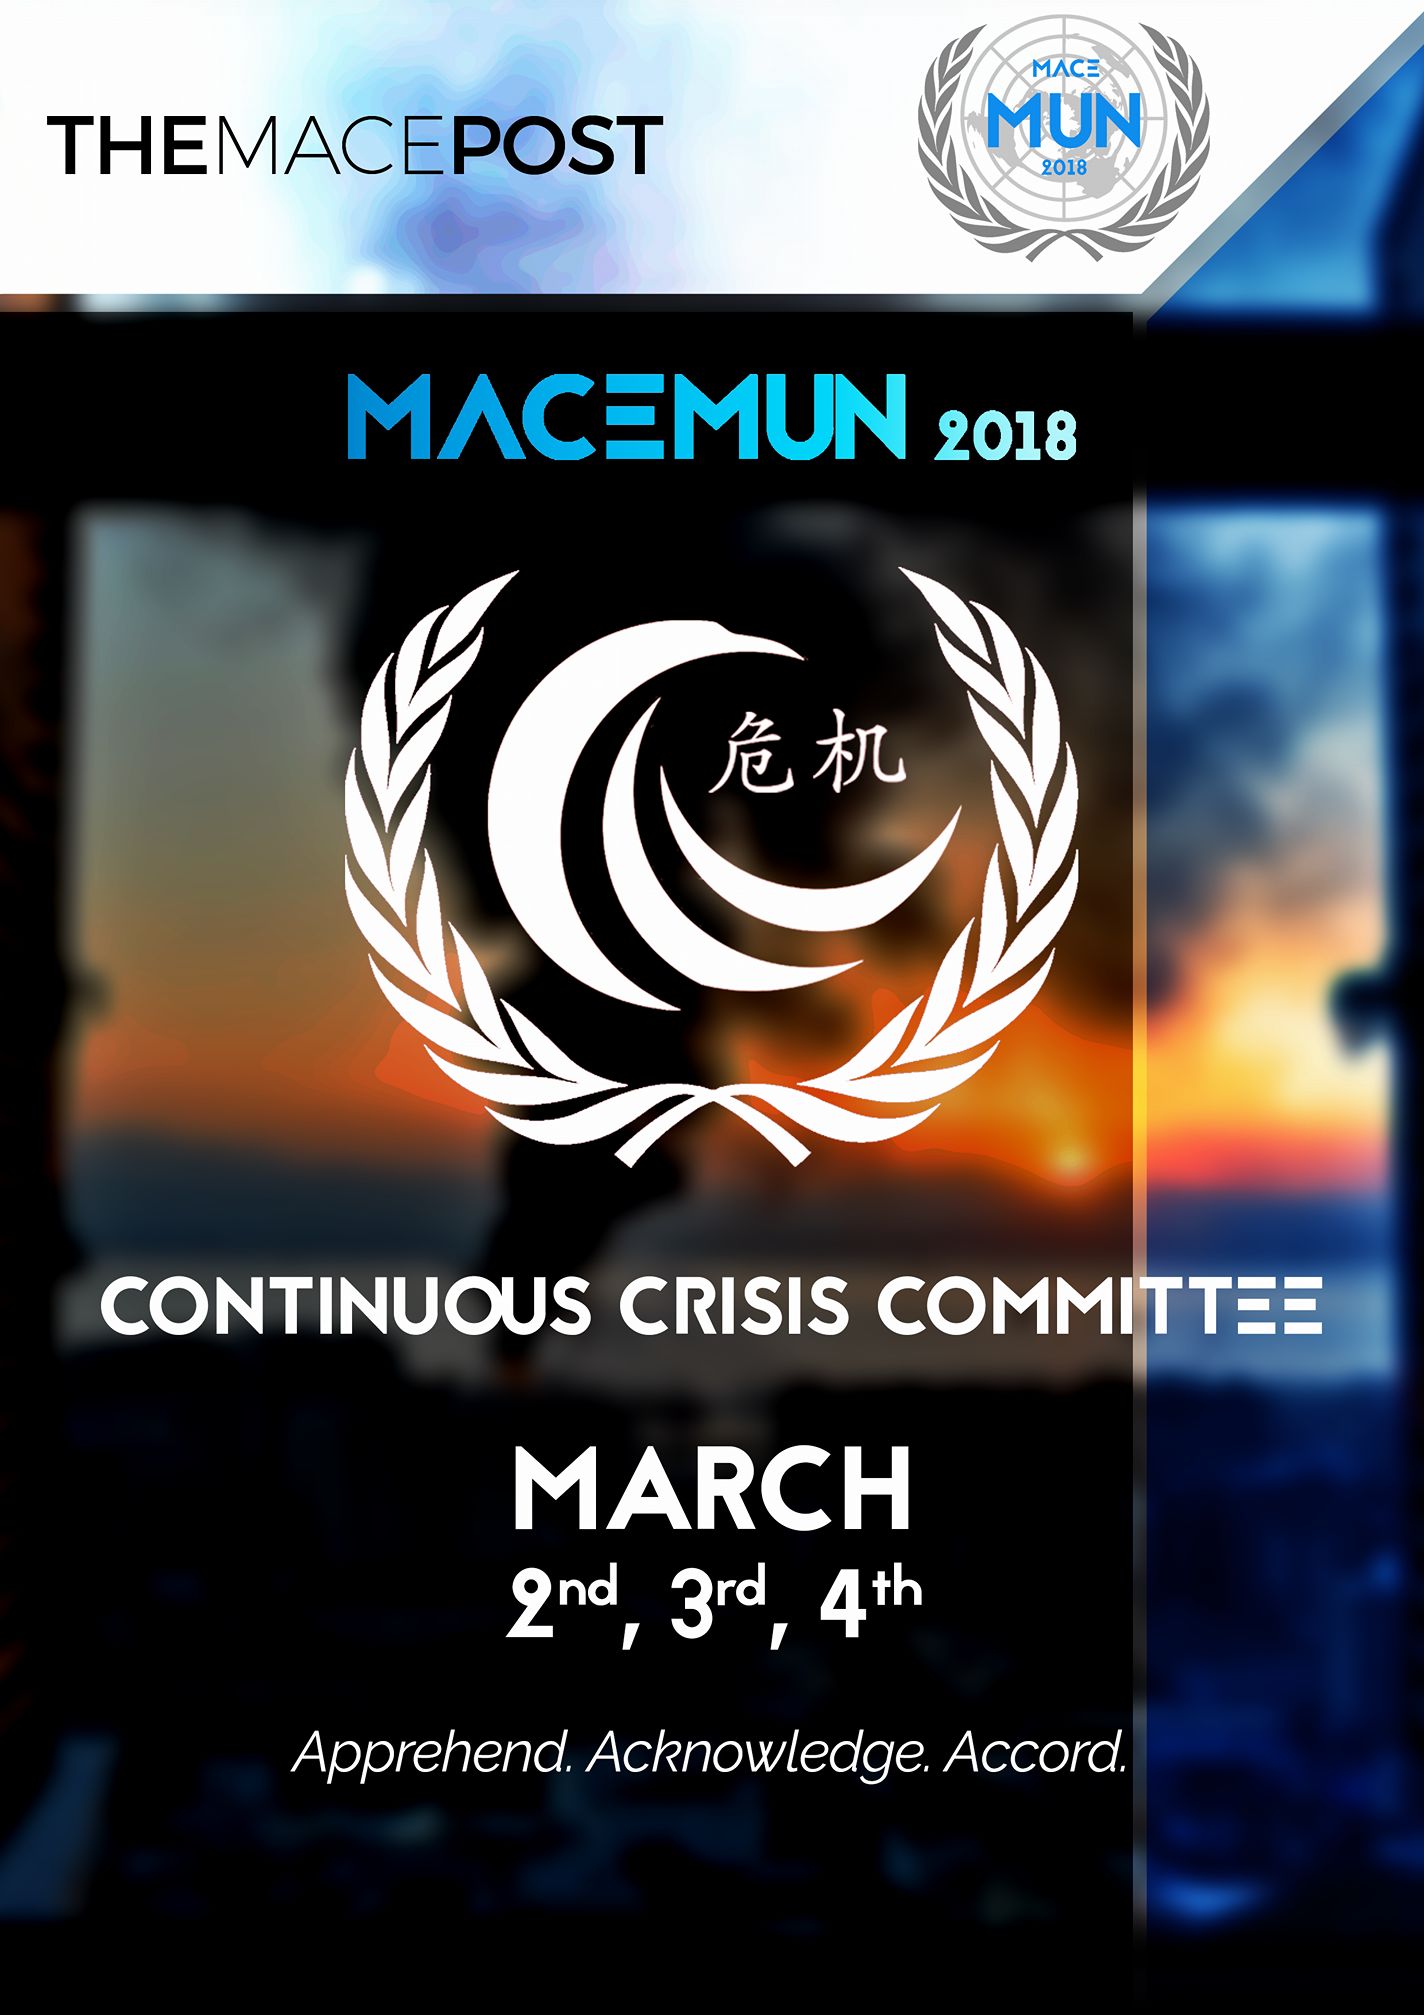 THEMACEPOST
MACE
MUN
2018
MACEMUN 2018
危机
CONTINUOUS CRISIS COMMITTEE
MARCH
2nd, 3rd, 4th
Apprehend. Acknowledge. Accord.